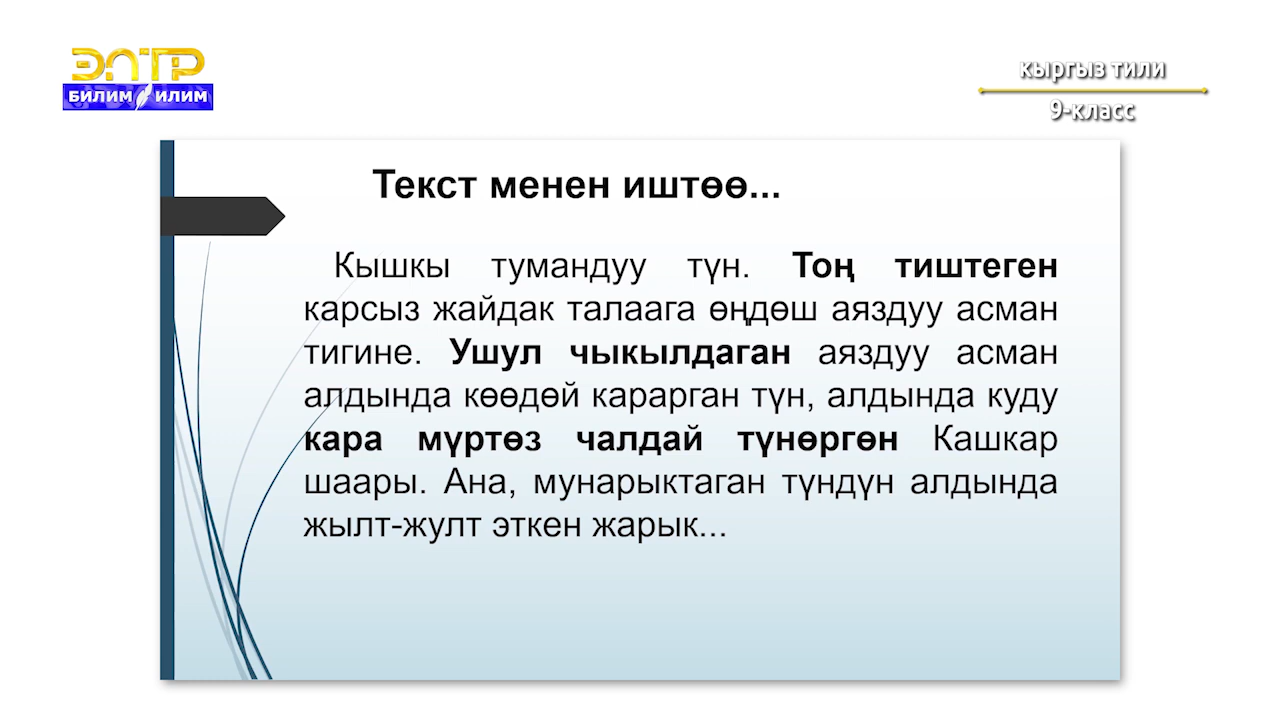 ЭЛТР
БИЛИМ ИЛИМ
кыргыз тили
9-класс
Текст менен иштөө...
Кышкы тумандуу түн. Тоң тиштеген
карсыз жайдак талаага өңдөш аяздуу асман
тигине. Ушул чыкылдаган аяздуу асман
алдында көөдөй карарган түн, алдында куду
кара мүртөз чалдай түнөргөн Кашкар
шаары. Ана, мунарыктаган түндүн алдында
жылт-жулт эткен жарык...